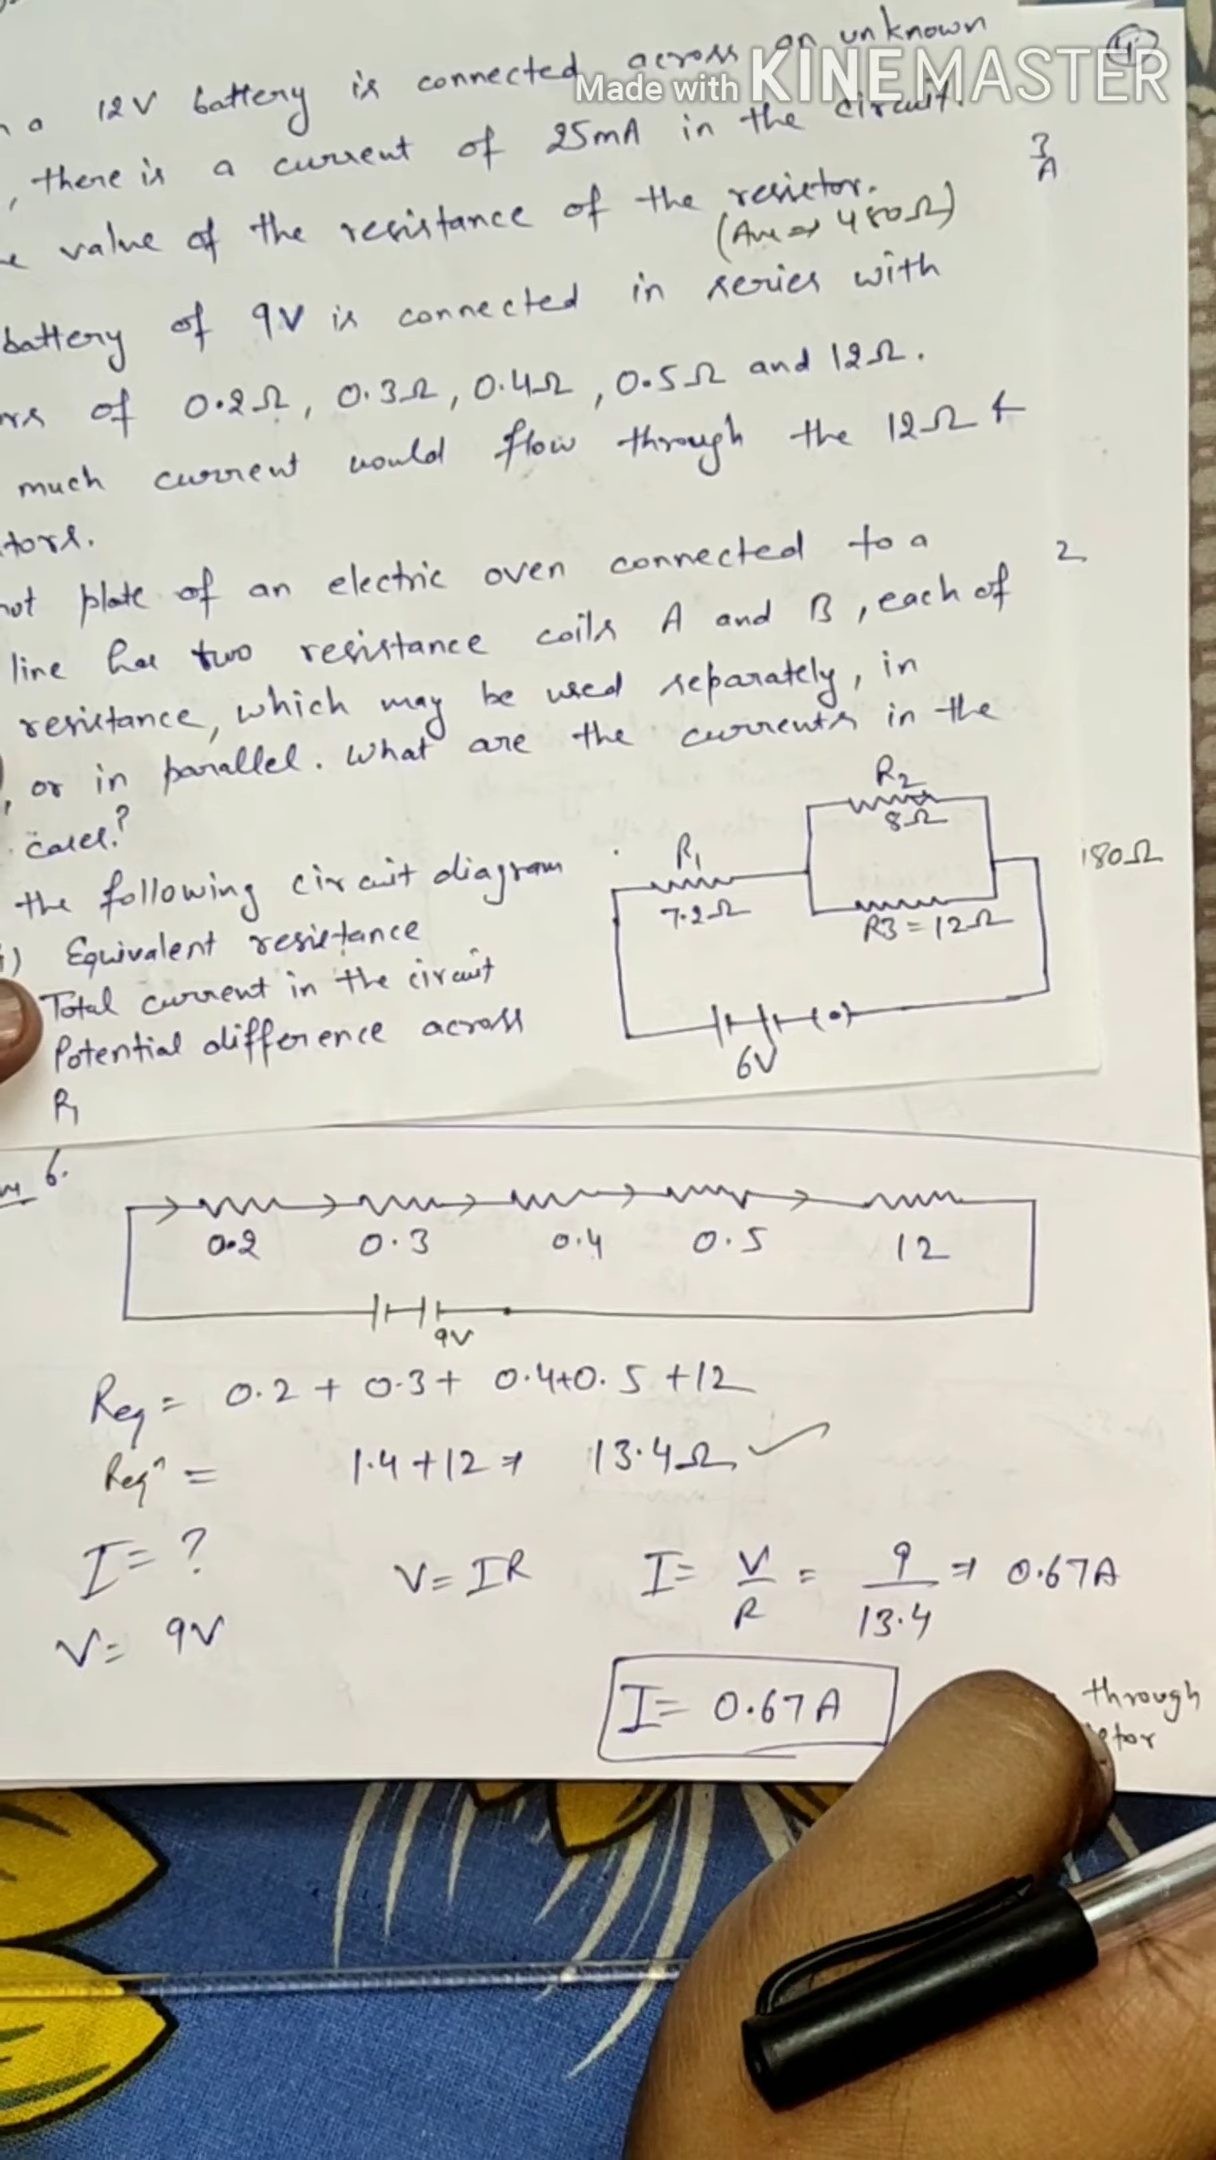 a 12V battery is connected across an unknown
Made with KINEMASTER
, there is a current of 25mA in the circuit.
3
A
value of the resistance of the resistor.
(Ans → 480Ω)
battery of 9V is connected in series with
of 0.2Ω, 0.3Ω, 0.4Ω, 0.5Ω and 12Ω.
much current would flow through the 12Ω
tors.
hot plate of an electric oven connected to a
2
line has two resistance coils A and B, each of
resistance, which may be used separately, in
, or in parallel. What are the currents in the
cases?
R2
8Ω
the following circuit diagram
R1
7.2Ω
R3 = 12Ω
180Ω
i) Equivalent resistance
Total current in the circuit
Potential difference across
R1
6V
6.
0.2 0.3 0.4 0.5 12
9V
Req = 0.2 + 0.3 + 0.4+0.5 +12
Reqn = 1.4 +12 ⇒ 13.4Ω ✓
I = ?
V = IR I = V/R = 9/13.4 ⇒ 0.67A
V = 9V
I = 0.67A
through
stor